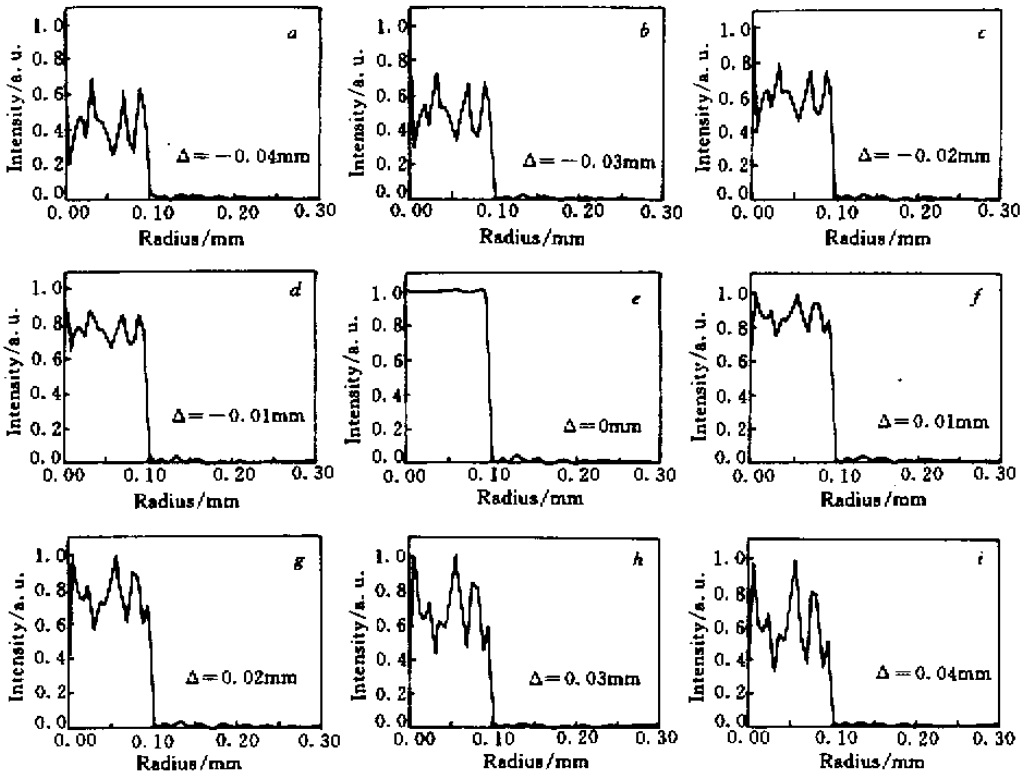 a
Intensity/a. u.
1. 0
0. 8
0. 6
0. 4
0. 2
0. 0
Δ=−0.04mm
0. 00 0. 10 0. 20 0. 30
Radius/mm
b
Intensity/a. u.
1. 0
0. 8
0. 6
0. 4
0. 2
0. 0
Δ=−0.03mm
0. 00 0. 10 0. 20 0. 30
Radius/mm
c
Intensity/a. u.
1. 0
0. 8
0. 6
0. 4
0. 2
0. 0
Δ=−0.02mm
0. 00 0. 10 0. 20 0. 30
Radius/mm
d
Intensity/a. u.
1. 0
0. 8
0. 6
0. 4
0. 2
0. 0
Δ=−0.01mm
0. 00 0. 10 0. 20 0. 30
Radius/mm
e
Intensity/a. u.
1. 0
0. 8
0. 6
0. 4
0. 2
0. 0
Δ=0mm
0. 00 0. 10 0. 20 0. 30
Radius/mm
f
Intensity/a. u.
1. 0
0. 8
0. 6
0. 4
0. 2
0. 0
Δ=0.01mm
0. 00 0. 10 0. 20 0. 30
Radius/mm
g
Intensity/a. u.
1. 0
0. 8
0. 6
0. 4
0. 2
0. 0
Δ=0.02mm
0. 00 0. 10 0. 20 0. 30
Radius/mm
h
Intensity/a. u.
1. 0
0. 8
0. 6
0. 4
0. 2
0. 0
Δ=0.03mm
0. 00 0. 10 0. 20 0. 30
Radius/mm
i
Intensity/a. u.
1. 0
0. 8
0. 6
0. 4
0. 2
0. 0
Δ=0.04mm
0. 00 0. 10 0. 20 0. 30
Radius/mm